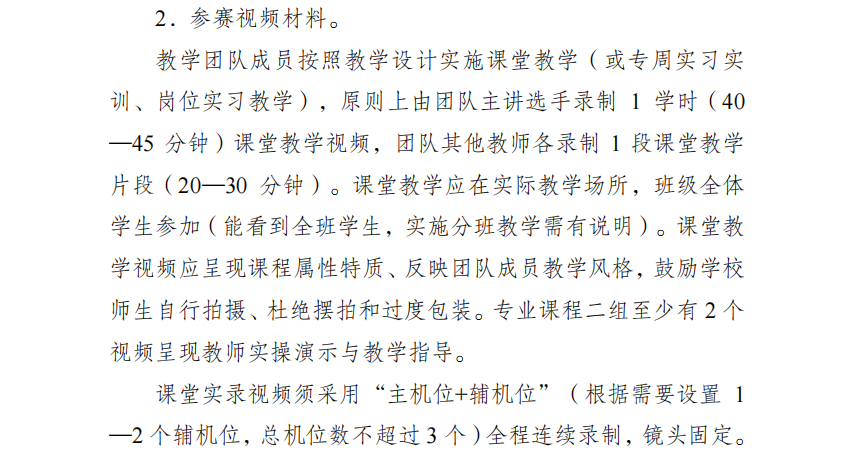 2．参赛视频材料。
教学团队成员按照教学设计实施课堂教学（或专周实习实
训、岗位实习教学），原则上由团队主讲选手录制 1 学时（40
—45 分钟）课堂教学视频，团队其他教师各录制 1 段课堂教学
片段（20—30 分钟）。课堂教学应在实际教学场所，班级全体
学生参加（能看到全班学生，实施分班教学需有说明）。课堂教
学视频应呈现课程属性特质、反映团队成员教学风格，鼓励学校
师生自行拍摄、杜绝摆拍和过度包装。专业课程二组至少有 2 个
视频呈现教师实操演示与教学指导。
课堂实录视频须采用“主机位+辅机位”（根据需要设置 1
—2 个辅机位，总机位数不超过 3 个）全程连续录制，镜头固定。